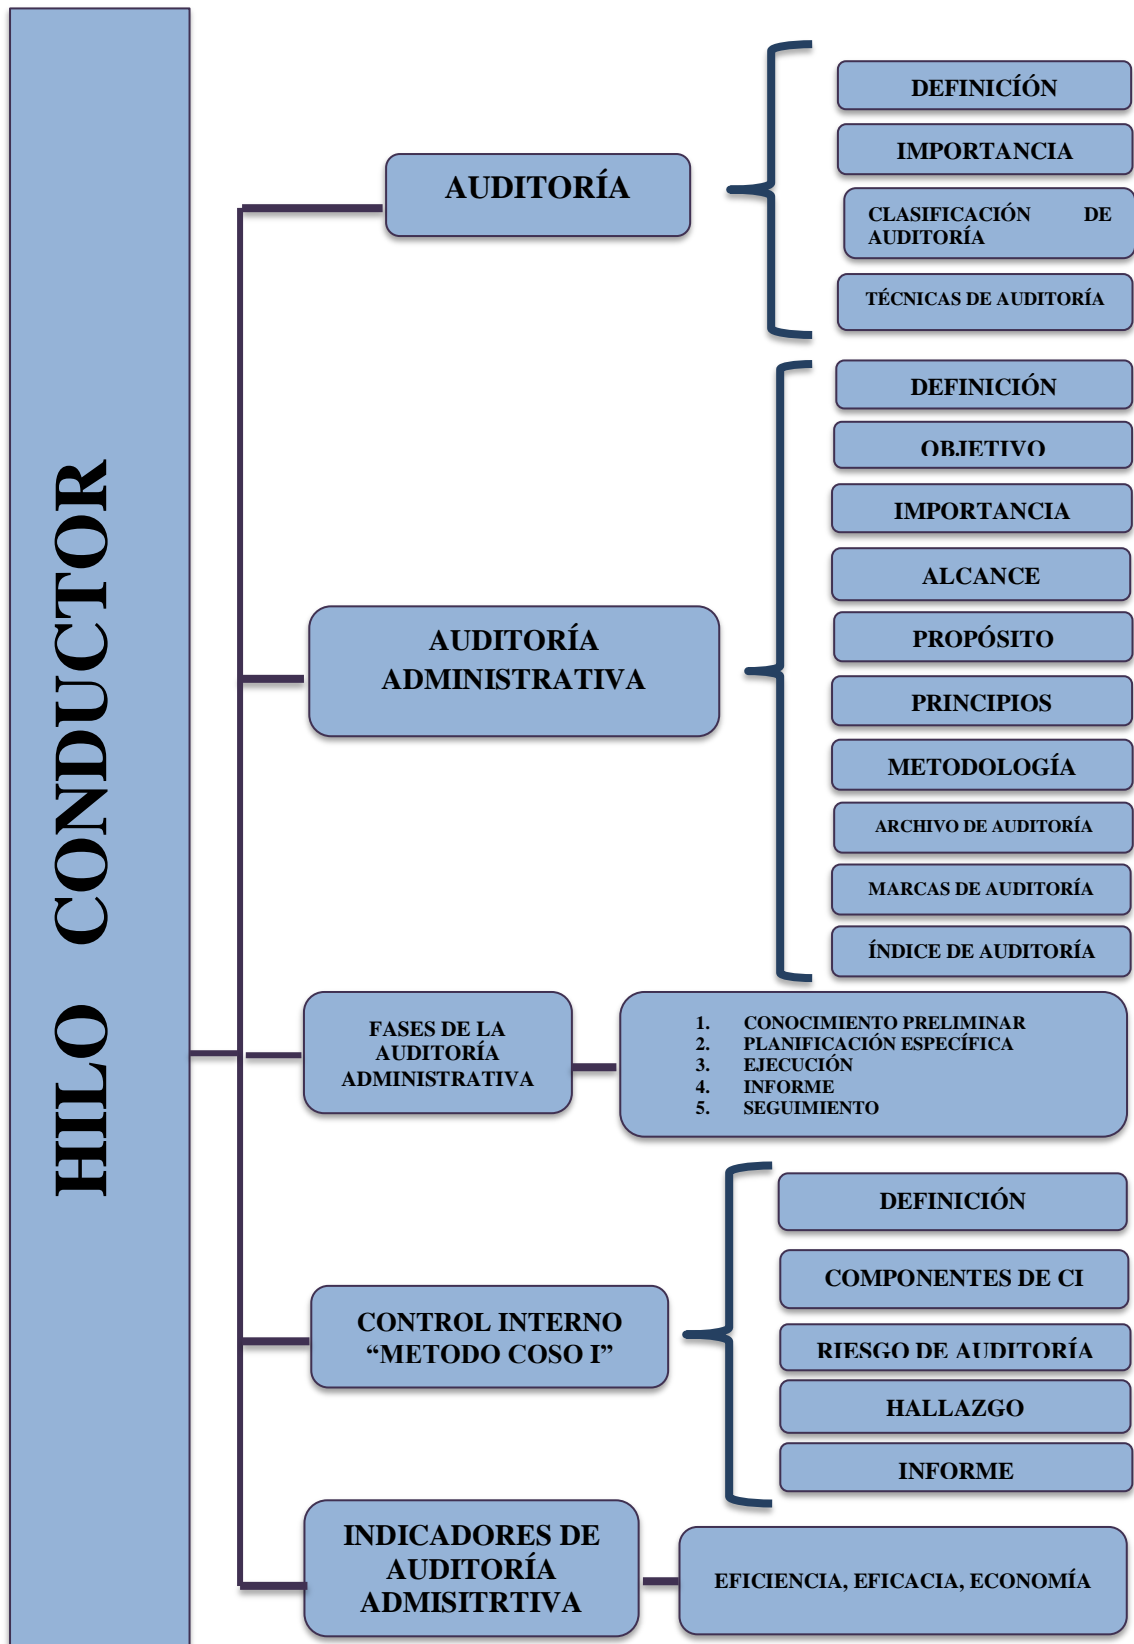 HILO CONDUCTOR
AUDITORÍA
DEFINICÍÓN
IMPORTANCIA
CLASIFICACIÓN DE
AUDITORÍA
TÉCNICAS DE AUDITORÍA
AUDITORÍA
ADMINISTRATIVA
DEFINICIÓN
OBJETIVO
IMPORTANCIA
ALCANCE
PROPÓSITO
PRINCIPIOS
METODOLOGÍA
ARCHIVO DE AUDITORÍA
MARCAS DE AUDITORÍA
ÍNDICE DE AUDITORÍA
FASES DE LA
AUDITORÍA
ADMINISTRATIVA
1. CONOCIMIENTO PRELIMINAR
2. PLANIFICACIÓN ESPECÍFICA
3. EJECUCIÓN
4. INFORME
5. SEGUIMIENTO
CONTROL INTERNO
“METODO COSO I”
DEFINICIÓN
COMPONENTES DE CI
RIESGO DE AUDITORÍA
HALLAZGO
INFORME
INDICADORES DE
AUDITORÍA
ADMISITRTIVA
EFICIENCIA, EFICACIA, ECONOMÍA